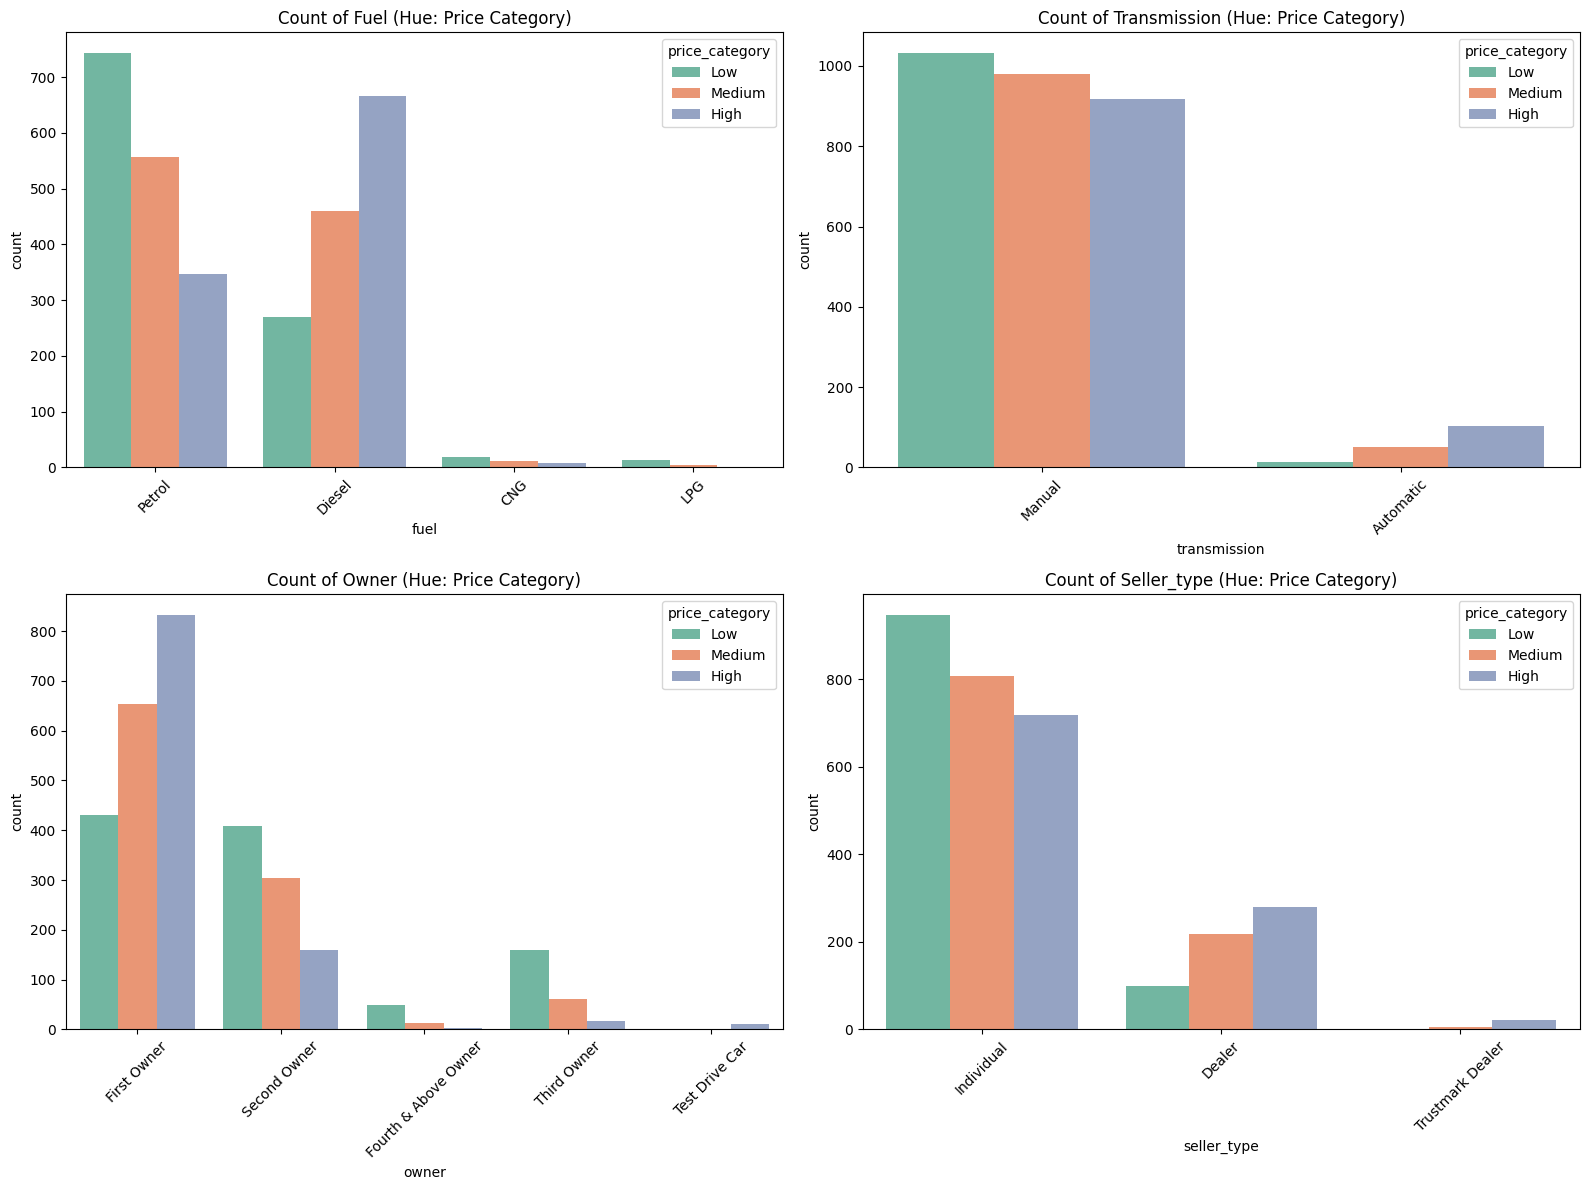 Count of Fuel (Hue: Price Category)
price_category
Low
Medium
High
700
600
500
400
300
200
100
0
count
Petrol
Diesel
CNG
LPG
fuel
Count of Transmission (Hue: Price Category)
price_category
Low
Medium
High
1000
800
600
400
200
0
count
Manual
Automatic
transmission
Count of Owner (Hue: Price Category)
price_category
Low
Medium
High
800
700
600
500
400
300
200
100
0
count
First Owner
Second Owner
Fourth & Above Owner
Third Owner
Test Drive Car
owner
Count of Seller_type (Hue: Price Category)
price_category
Low
Medium
High
800
600
400
200
0
count
Individual
Dealer
Trustmark Dealer
seller_type